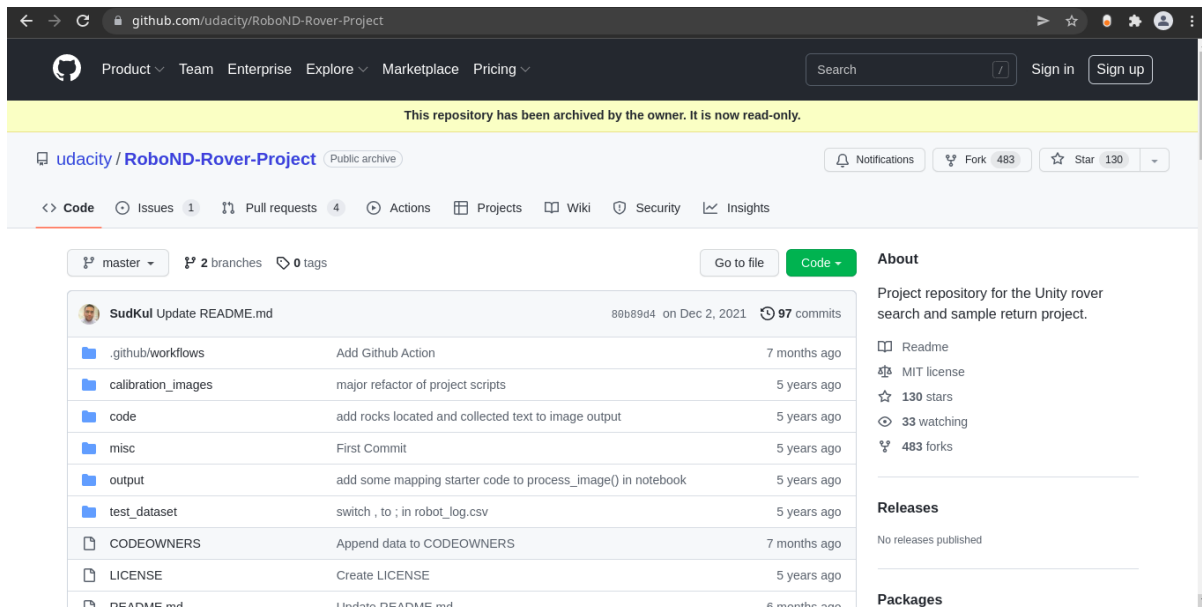 github.com/udacity/RoboND-Rover-Project
Product Team Enterprise Explore Marketplace Pricing Search / Sign in Sign up
This repository has been archived by the owner. It is now read-only.
udacity / RoboND-Rover-Project Public archive Notifications Fork 483 Star 130
Code Issues 1 Pull requests 4 Actions Projects Wiki Security Insights
master 2 branches 0 tags Go to file Code
SudKul Update README.md 80b89d4 on Dec 2, 2021 97 commits
.github/workflows Add Github Action 7 months ago
calibration_images major refactor of project scripts 5 years ago
code add rocks located and collected text to image output 5 years ago
misc First Commit 5 years ago
output add some mapping starter code to process_image() in notebook 5 years ago
test_dataset switch , to ; in robot_log.csv 5 years ago
CODEOWNERS Append data to CODEOWNERS 7 months ago
LICENSE Create LICENSE 5 years ago
README.md Update README.md 6 months ago
About
Project repository for the Unity rover
search and sample return project.
Readme
MIT license
130 stars
33 watching
483 forks
Releases
No releases published
Packages